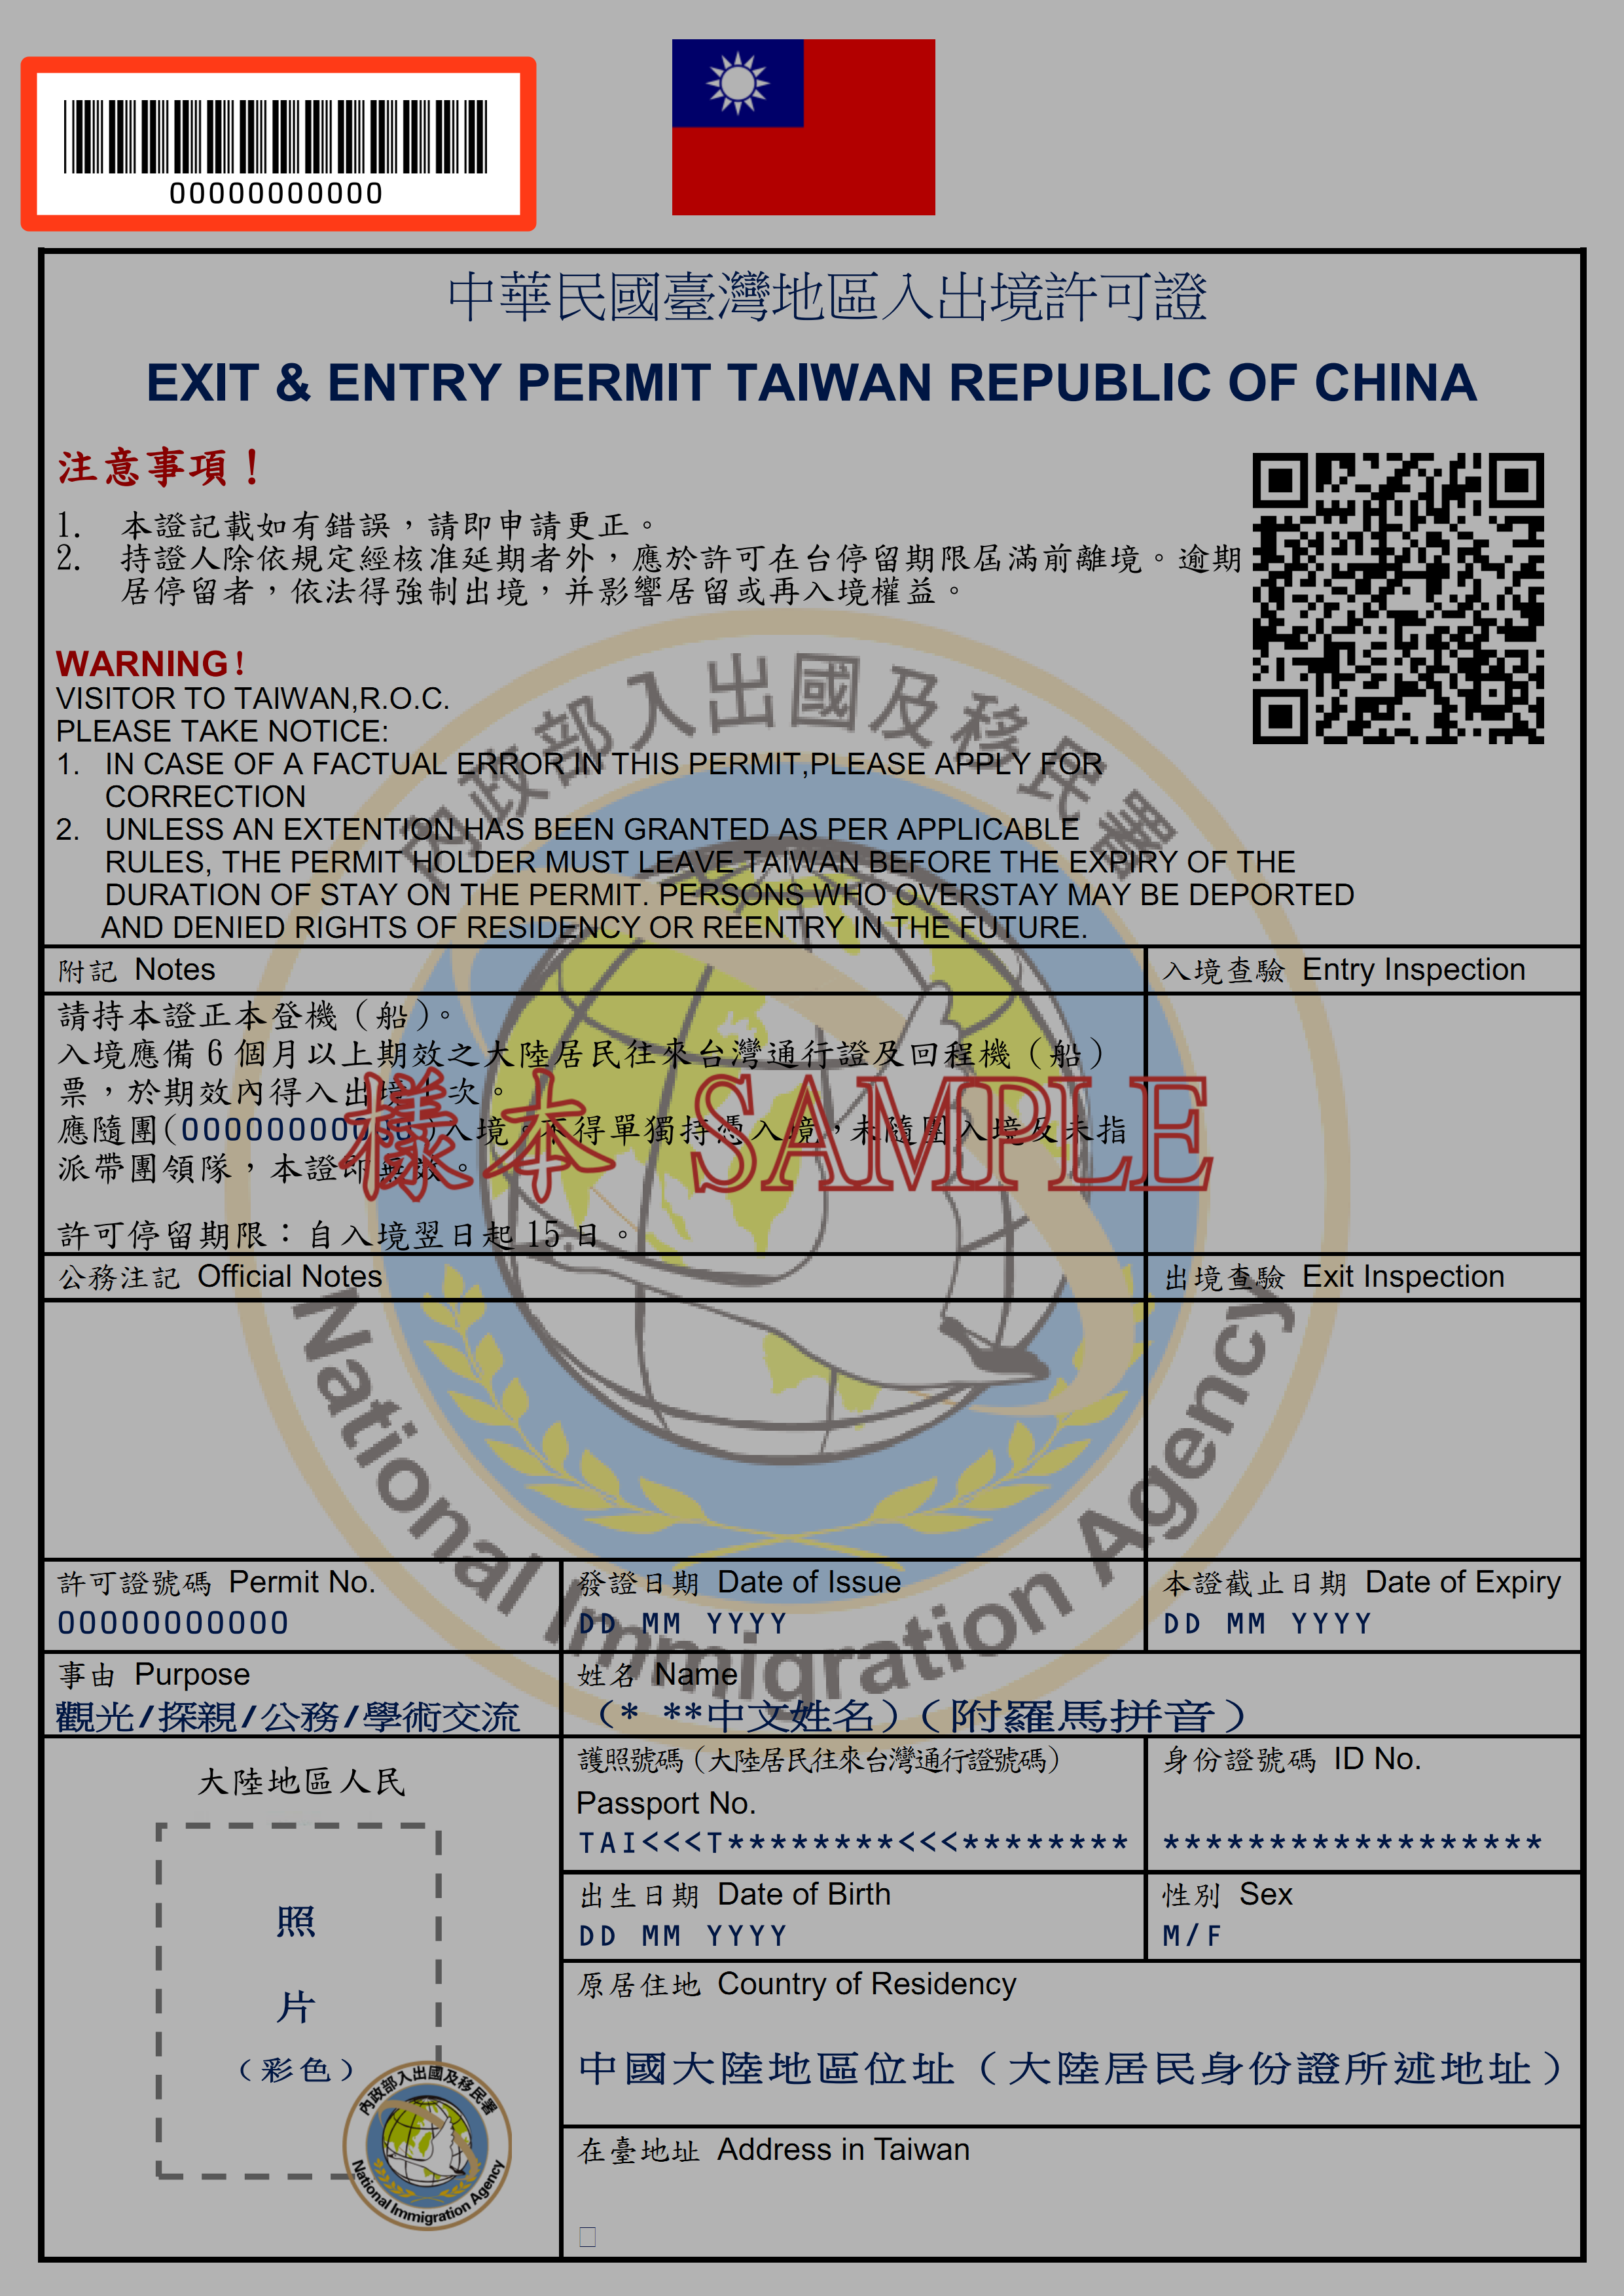 00000000000
中華民國臺灣地區入出境許可證
EXIT & ENTRY PERMIT TAIWAN REPUBLIC OF CHINA
注意事項！
1. 本證記載如有錯誤，請即申請更正。
2. 持證人除依規定經核准延期者外，應於許可在台停留期限屆滿前離境。逾期
居停留者，依法得強制出境，并影響居留或再入境權益。
WARNING!
VISITOR TO TAIWAN,R.O.C.
PLEASE TAKE NOTICE:
1. IN CASE OF A FACTUAL ERROR IN THIS PERMIT,PLEASE APPLY FOR
CORRECTION
2. UNLESS AN EXTENTION HAS BEEN GRANTED AS PER APPLICABLE
RULES, THE PERMIT HOLDER MUST LEAVE TAIWAN BEFORE THE EXPIRY OF THE
DURATION OF STAY ON THE PERMIT. PERSONS WHO OVERSTAY MAY BE DEPORTED
AND DENIED RIGHTS OF RESIDENCY OR REENTRY IN THE FUTURE.
內政部入出國及移民署
附記 Notes
入境查驗 Entry Inspection
請持本證正本登機（船）。
入境應備6個月以上期效之大陸居民往來台灣通行證及回程機（船）
票，於期效內得入出境1次。
應隨團(00000000000)入境。不得單獨持憑入境，未隨團入境及未指
派帶團領隊，本證即無效。
樣本 SAMPLE
許可停留期限：自入境翌日起15日。
公務注記 Official Notes
出境查驗 Exit Inspection
National Immigration Agency
許可證號碼 Permit No.
00000000000
發證日期 Date of Issue
DD MM YYYY
本證截止日期 Date of Expiry
DD MM YYYY
事由 Purpose
觀光/探親/公務/學術交流
姓名 Name
（* **中文姓名）（附羅馬拼音）
大陸地區人民
照
片
（彩色）
內政部入出國及移民署
National Immigration Agency
護照號碼（大陸居民往來台灣通行證號碼）
Passport No.
TAI<<<T********<<<********
身份證號碼 ID No.
******************
出生日期 Date of Birth
DD MM YYYY
性別 Sex
M/F
原居住地 Country of Residency
中國大陸地區位址（大陸居民身份證所述地址）
在臺地址 Address in Taiwan